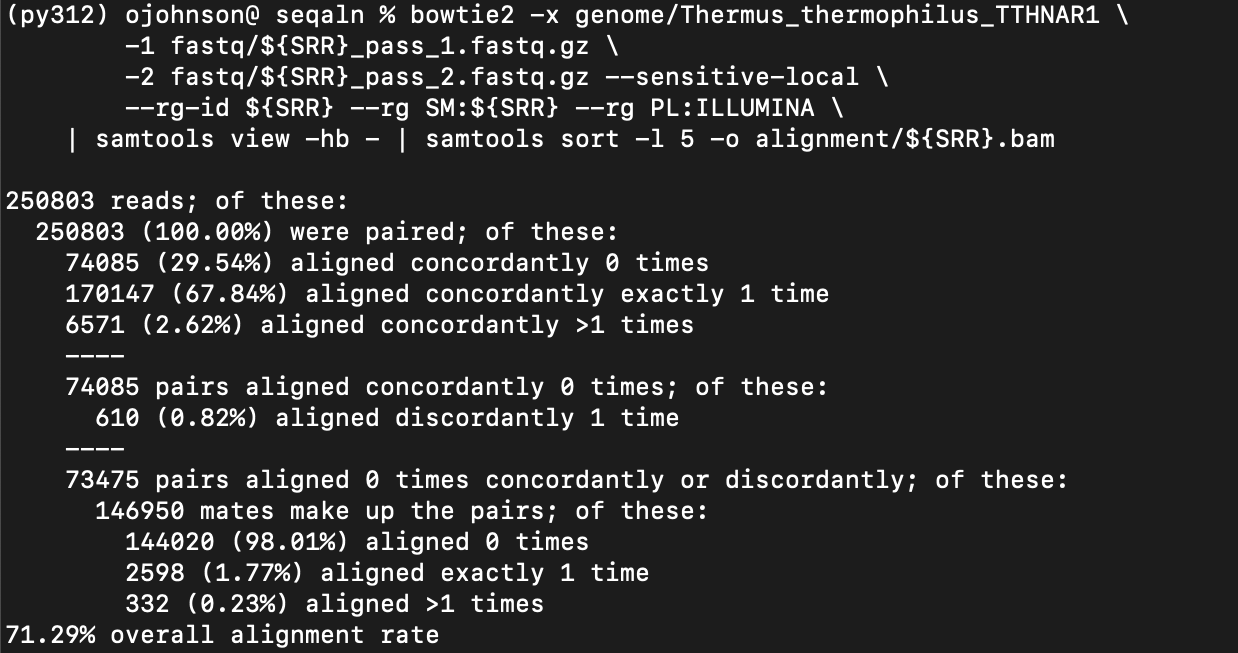 (py312) ojohnson@ seqaln % bowtie2 -x genome/Thermus_thermophilus_TTHNAR1 \
-1 fastq/${SRR}_pass_1.fastq.gz \
-2 fastq/${SRR}_pass_2.fastq.gz --sensitive-local \
--rg-id ${SRR} --rg SM:${SRR} --rg PL:ILLUMINA \
| samtools view -hb - | samtools sort -l 5 -o alignment/${SRR}.bam
250803 reads; of these:
250803 (100.00%) were paired; of these:
74085 (29.54%) aligned concordantly 0 times
170147 (67.84%) aligned concordantly exactly 1 time
6571 (2.62%) aligned concordantly >1 times
----
74085 pairs aligned concordantly 0 times; of these:
610 (0.82%) aligned discordantly 1 time
----
73475 pairs aligned 0 times concordantly or discordantly; of these:
146950 mates make up the pairs; of these:
144020 (98.01%) aligned 0 times
2598 (1.77%) aligned exactly 1 time
332 (0.23%) aligned >1 times
71.29% overall alignment rate